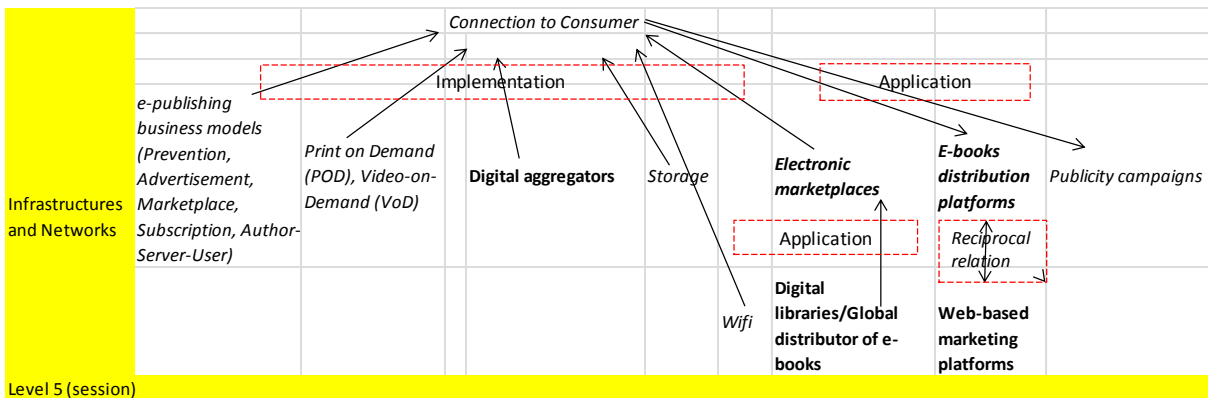 Connection to Consumer
Implementation
Application
e-publishing
business models
(Prevention,
Advertisement,
Marketplace,
Subscription, Author-
Server-User)
Print on Demand
(POD), Video-on-
Demand (VoD)
Digital aggregators
Storage
Electronic
marketplaces
E-books
distribution
platforms
Publicity campaigns
Infrastructures
and Networks
Application
Reciprocal
relation
Wifi
Digital
libraries/Global
distributor of e-
books
Web-based
marketing
platforms
Level 5 (session)